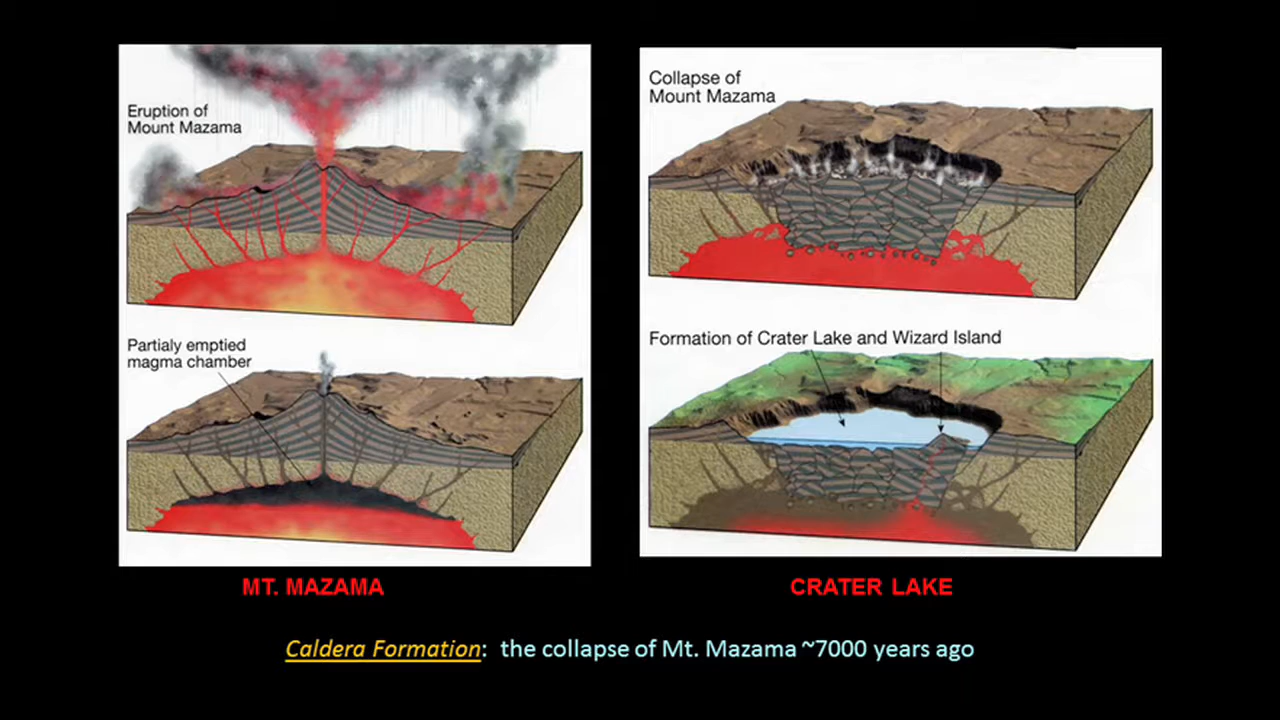 Eruption of
Mount Mazama
Partialy emptied
magma chamber
Collapse of
Mount Mazama
Formation of Crater Lake and Wizard Island
MT. MAZAMA
CRATER LAKE
Caldera Formation: the collapse of Mt. Mazama ~7000 years ago